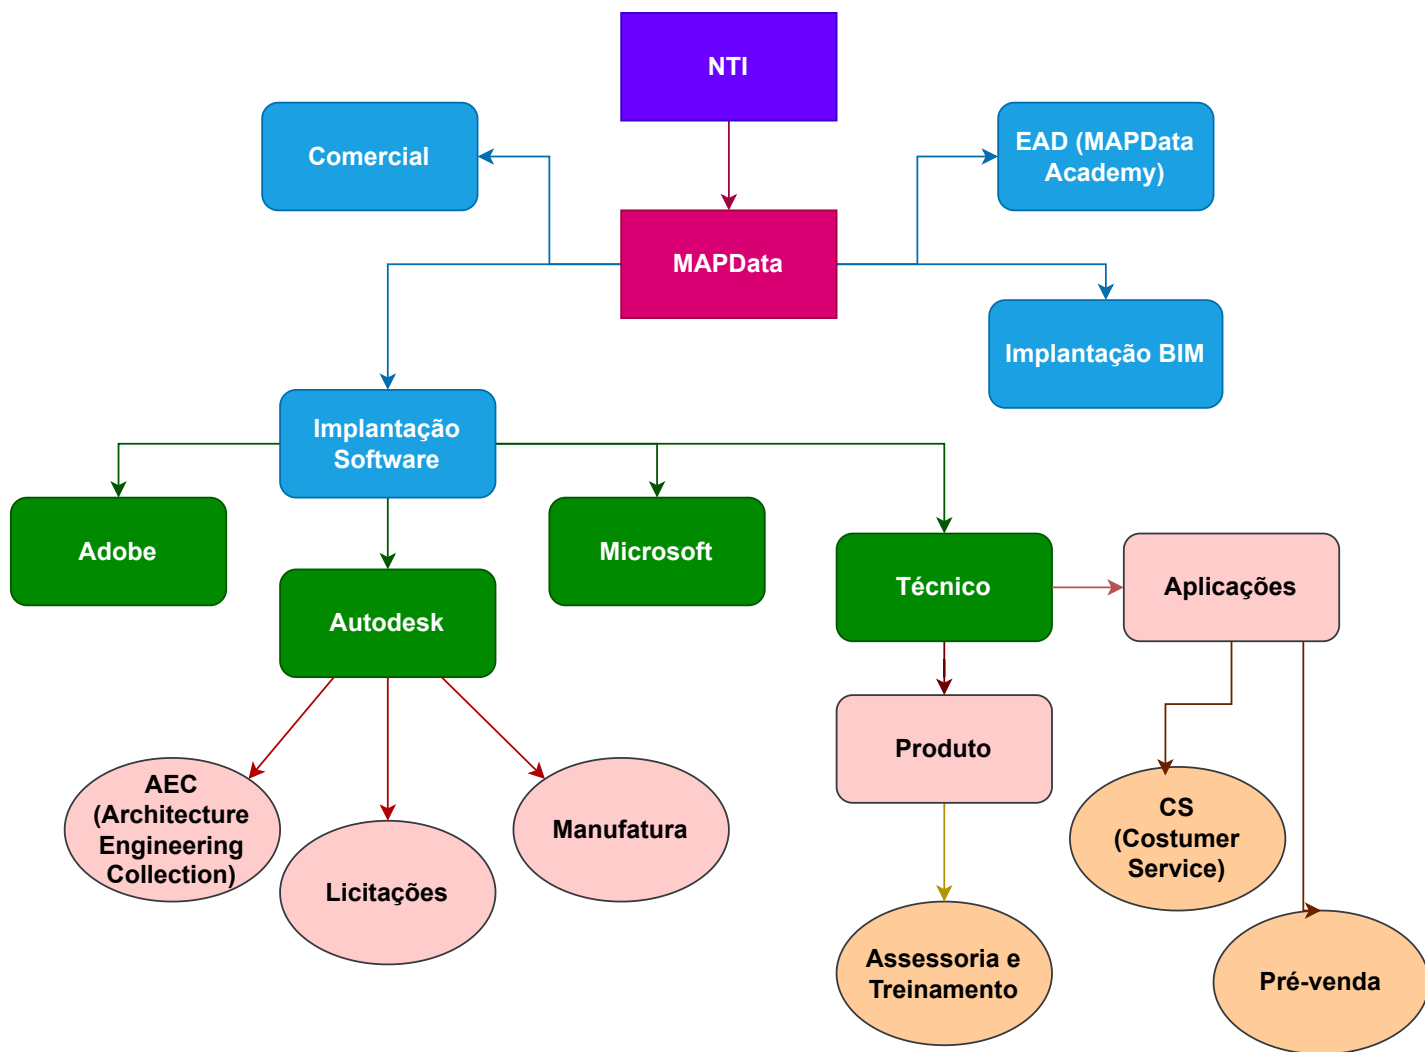 NTI
Comercial
EAD (MAPData
Academy)
MAPData
Implantação BIM
Implantação
Software
Adobe
Microsoft
Técnico
Aplicações
Autodesk
Produto
AEC
(Architecture
Engineering
Collection)
Licitações
Manufatura
CS
(Costumer
Service)
Assessoria e
Treinamento
Pré-venda